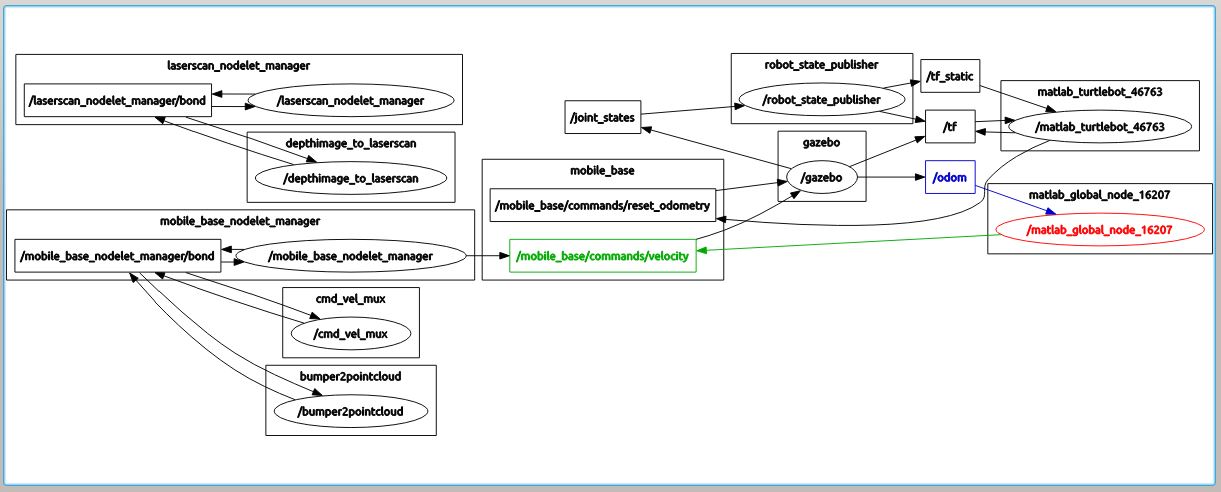 laserscan_nodelet_manager
/laserscan_nodelet_manager/bond
/laserscan_nodelet_manager
depthimage_to_laserscan
/depthimage_to_laserscan
mobile_base_nodelet_manager
/mobile_base_nodelet_manager/bond
/mobile_base_nodelet_manager
cmd_vel_mux
/cmd_vel_mux
bumper2pointcloud
/bumper2pointcloud
/joint_states
mobile_base
/mobile_base/commands/reset_odometry
/mobile_base/commands/velocity
robot_state_publisher
/robot_state_publisher
gazebo
/gazebo
/tf_static
/tf
/odom
matlab_turtlebot_46763
/matlab_turtlebot_46763
matlab_global_node_16207
/matlab_global_node_16207